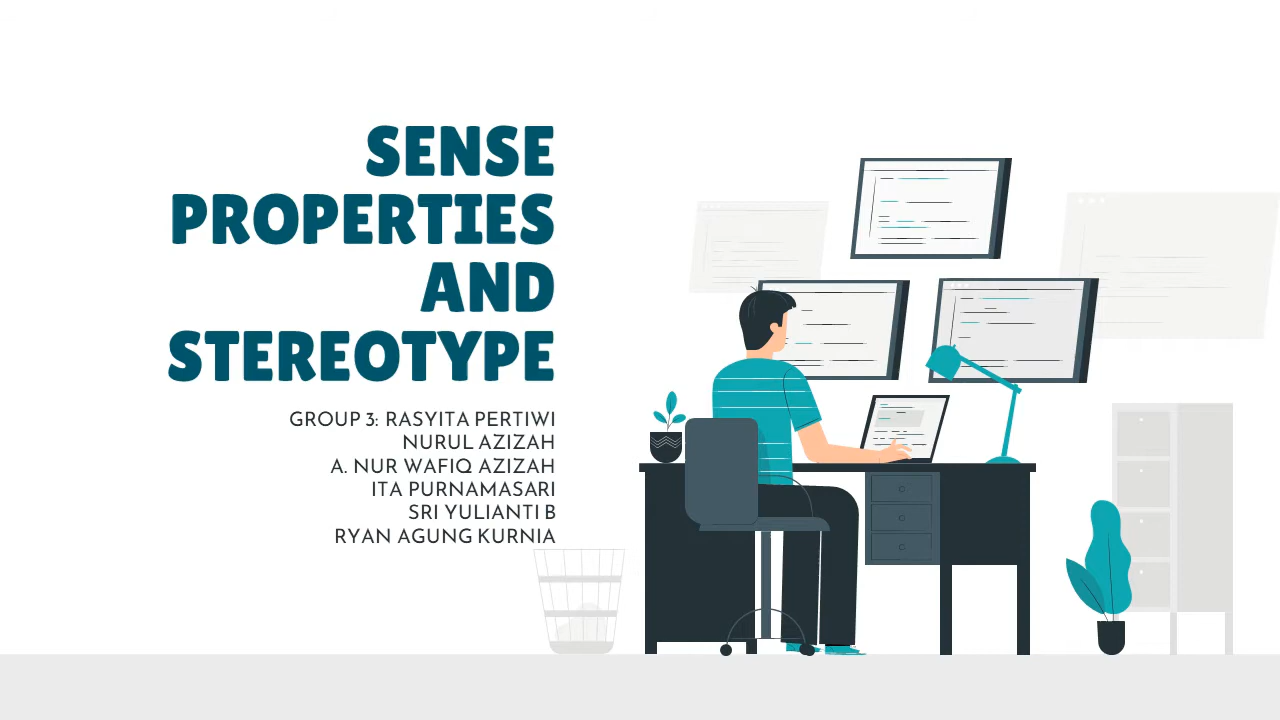 SENSE
PROPERTIES
AND
STEREOTYPE
GROUP 3: RASYITA PERTIWI
NURUL AZIZAH
A. NUR WAFIQ AZIZAH
ITA PURNAMASARI
SRI YULIANTI B
RYAN AGUNG KURNIA